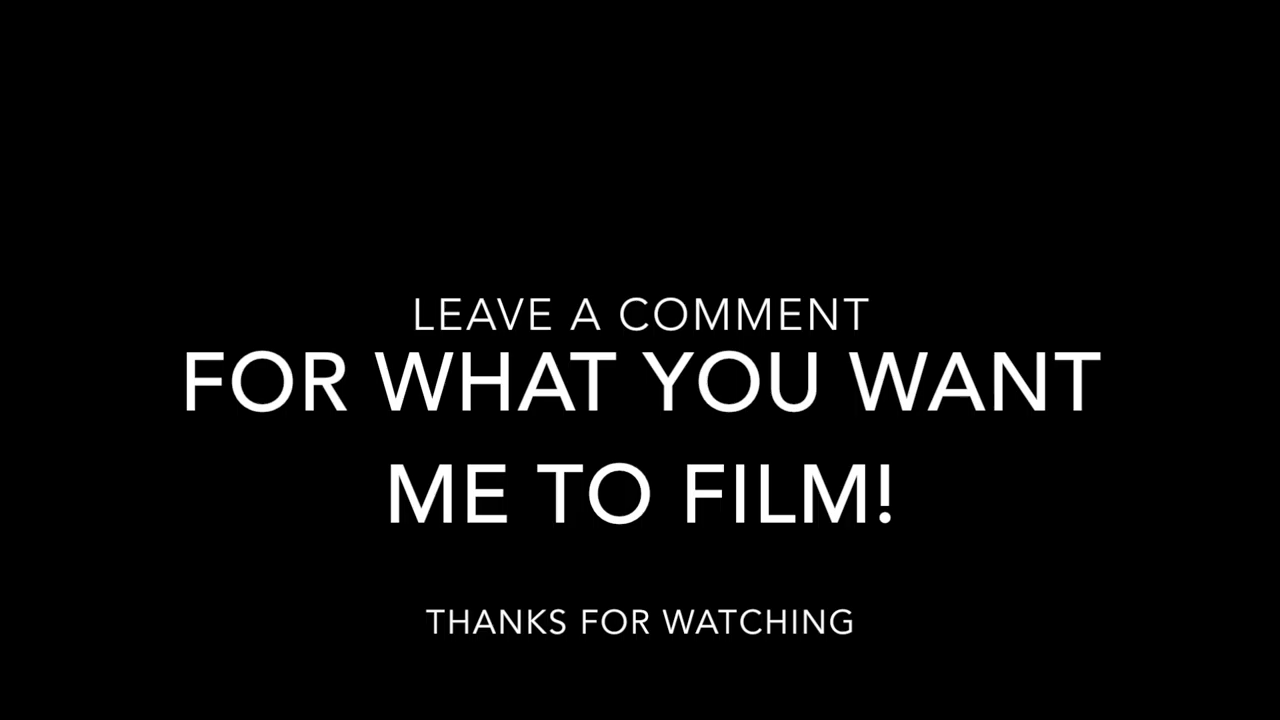 LEAVE A COMMENT
FOR WHAT YOU WANT
ME TO FILM!
THANKS FOR WATCHING